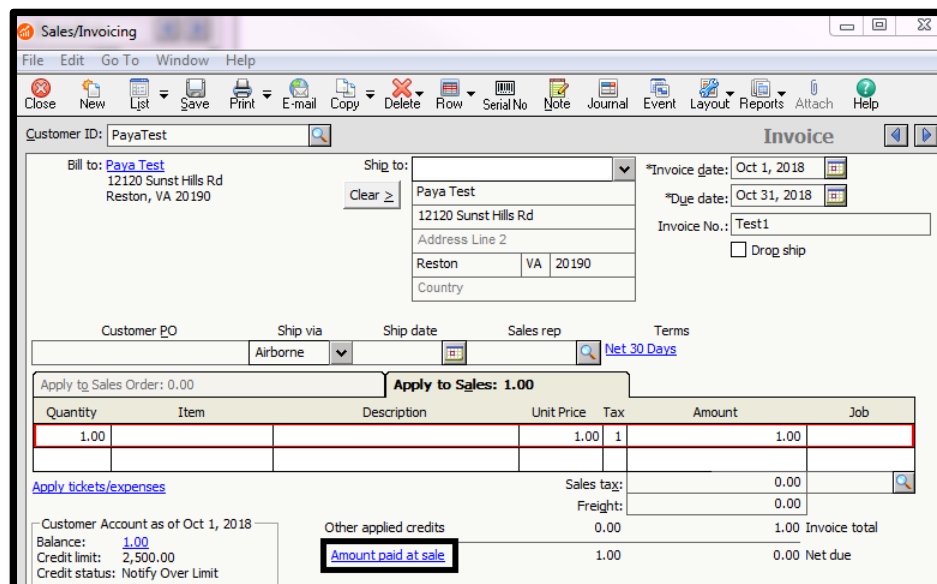 Sales/Invoicing
File Edit Go To Window Help
Close New List Save Print E-mail Copy Delete Row Serial No Note Journal Event Layout Reports Attach Help
Customer ID: PayaTest Invoice
Bill to: Paya Test
12120 Sunst Hills Rd
Reston, VA 20190
Ship to:
Clear >
Paya Test
12120 Sunst Hills Rd
Address Line 2
Reston VA 20190
Country
*Invoice date: Oct 1, 2018
*Due date: Oct 31, 2018
Invoice No.: Test1
Drop ship
Customer PO Ship via Ship date Sales rep Terms
Airborne Net 30 Days
Apply to Sales Order: 0.00 Apply to Sales: 1.00
Quantity Item Description Unit Price Tax Amount Job
1.00 1.00 1 1.00
Apply tickets/expenses Sales tax: 0.00
Freight: 0.00
Customer Account as of Oct 1, 2018
Balance: 1.00
Credit limit: 2,500.00
Credit status: Notify Over Limit
Other applied credits 0.00 1.00 Invoice total
Amount paid at sale 1.00 0.00 Net due